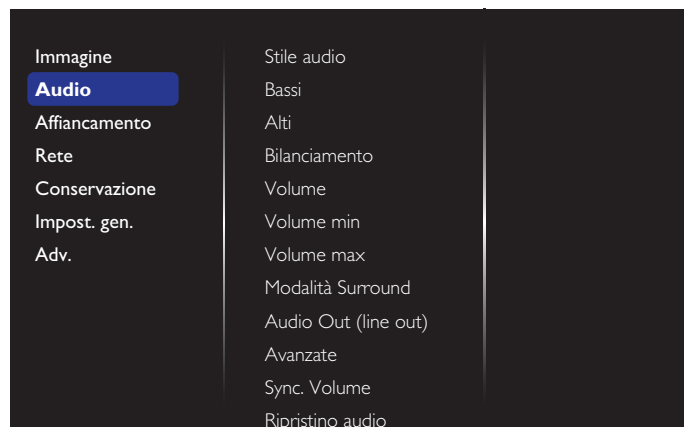 Immagine
Audio
Affiancamento
Rete
Conservazione
Impost. gen.
Adv.
Stile audio
Bassi
Alti
Bilanciamento
Volume
Volume min
Volume max
Modalità Surround
Audio Out (line out)
Avanzate
Sync. Volume
Ripristino audio